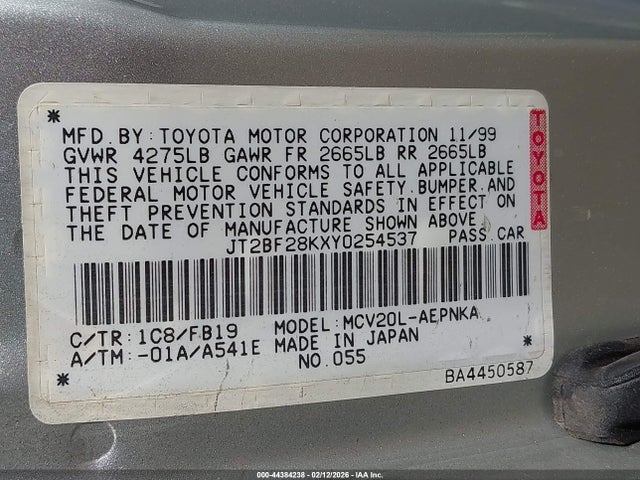 *
MFD. BY: TOYOTA MOTOR CORPORATION 11/99
GVWR 4275LB GAWR FR 2665LB RR 2665LB
THIS VEHICLE CONFORMS TO ALL APPLICABLE
FEDERAL MOTOR VEHICLE SAFETY.BUMPER.AND
THEFT PREVENTION STANDARDS IN EFFECT ON
THE DATE OF MANUFACTURE SHOWN ABOVE.
JT2BF28KXY0254537 PASS.CAR
TOYOTA
C/TR: 1C8/FB19 MODEL: MCV20L-AEPNKA
A/TM: -01A/A541E MADE IN JAPAN
* NO.055 *
BA4450587
000-44384238 - 02/12/2026 - IAA Inc.